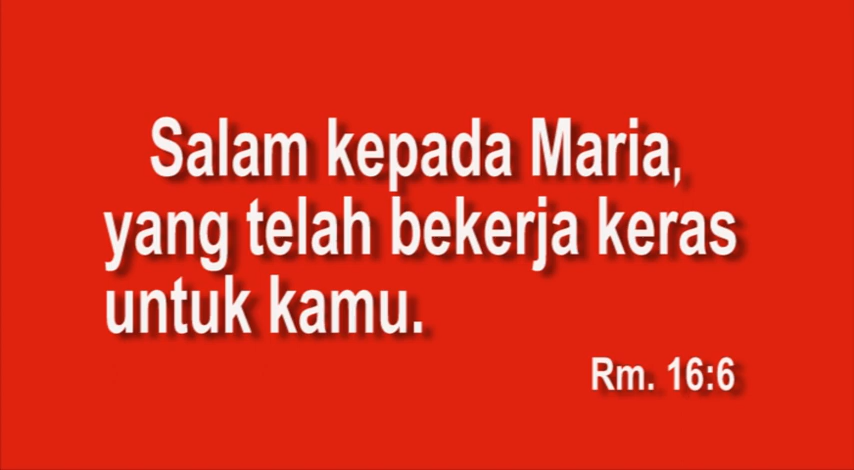 Salam kepada Maria,
yang telah bekerja keras
untuk kamu.
Rm. 16:6